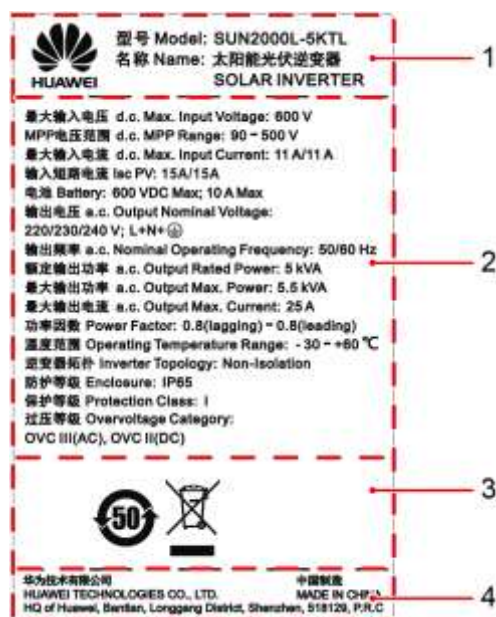 型号 Model: SUN2000L-5KTL
名称 Name: 太阳能光伏逆变器
SOLAR INVERTER
HUAWEI
1
最大输入电压 d.c. Max. Input Voltage: 600 V
MPP电压范围 d.c. MPP Range: 90 ~ 500 V
最大输入电流 d.c. Max. Input Current: 11 A/11 A
输入短路电流 Isc PV: 15A/15A
电池 Battery: 600 VDC Max; 10 A Max
输出电压 a.c. Output Nominal Voltage:
220/230/240 V; L+N+
输出频率 a.c. Nominal Operating Frequency: 50/60 Hz
额定输出功率 a.c. Output Rated Power: 5 kVA
最大输出功率 a.c. Output Max. Power: 5.5 kVA
最大输出电流 a.c. Output Max. Current: 25 A
功率因数 Power Factor: 0.8(lagging) ~ 0.8(leading)
温度范围 Operating Temperature Range: - 30 ~ +60 ℃
逆变器拓扑 Inverter Topology: Non-Isolation
防护等级 Enclosure: IP65
保护等级 Protection Class: I
过压等级 Overvoltage Category:
OVC III(AC), OVC II(DC)
2
50
3
华为技术有限公司 中国制造
HUAWEI TECHNOLOGIES CO., LTD. MADE IN CHINA
4
HQ of Huawei, Bantian, Longgang District, Shenzhen, 518129, P.R.C